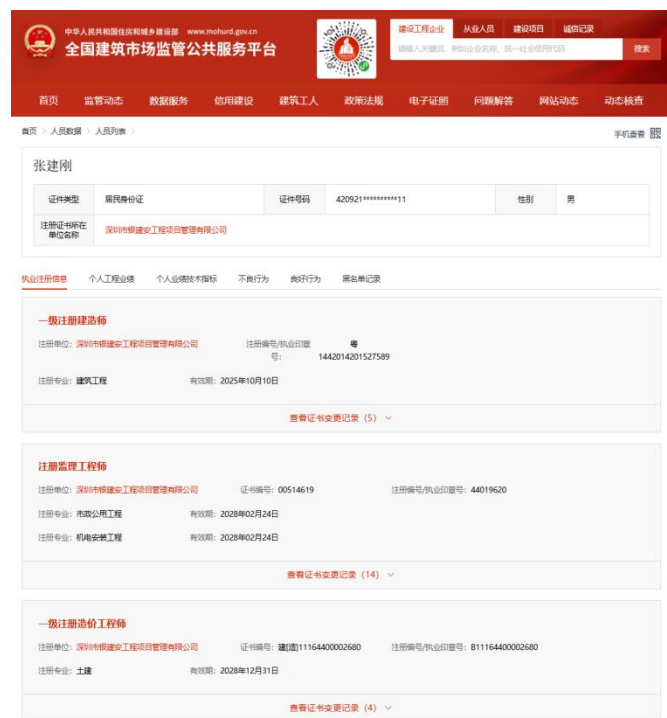 中华人民共和国住房和城乡建设部 www.mohurd.gov.cn
全国建筑市场监管公共服务平台
建设工程企业 从业人员 建设项目 诚信记录
请输入关键词，例如企业名称、统一社会信用代码 搜索
首页 监管动态 数据服务 信用建设 建筑工人 政策法规 电子证照 问题解答 网站动态 动态核查
首页 > 人员数据 > 人员列表 > 手机查看
张建刚
证件类型 居民身份证 证件号码 420921**********11 性别 男
注册证书所在
单位名称 深圳市银建安工程项目管理有限公司
执业注册信息 个人工程业绩 个人业绩技术指标 不良行为 良好行为 黑名单记录
一级注册建造师
注册单位：深圳市银建安工程项目管理有限公司 注册编号/执业印章 粤
号： 1442014201527589
注册专业：建筑工程 有效期：2025年10月10日
查看证书变更记录（5）
注册监理工程师
注册单位：深圳市银建安工程项目管理有限公司 证书编号：00514619 注册编号/执业印章号：44019620
注册专业：市政公用工程 有效期：2028年02月24日
注册专业：机电安装工程 有效期：2028年02月24日
查看证书变更记录（14）
一级注册造价工程师
注册单位：深圳市银建安工程项目管理有限公司 证书编号：建[造]11164400002680 注册编号/执业印章号：B11164400002680
注册专业：土建 有效期：2028年12月31日
查看证书变更记录（4）